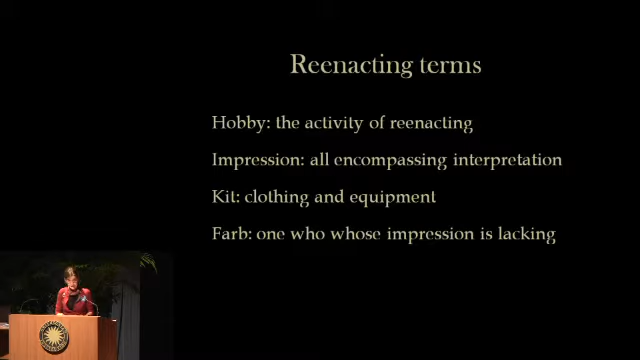 Reenacting terms
Hobby: the activity of reenacting
Impression: all encompassing interpretation
Kit: clothing and equipment
Farb: one who whose impression is lacking